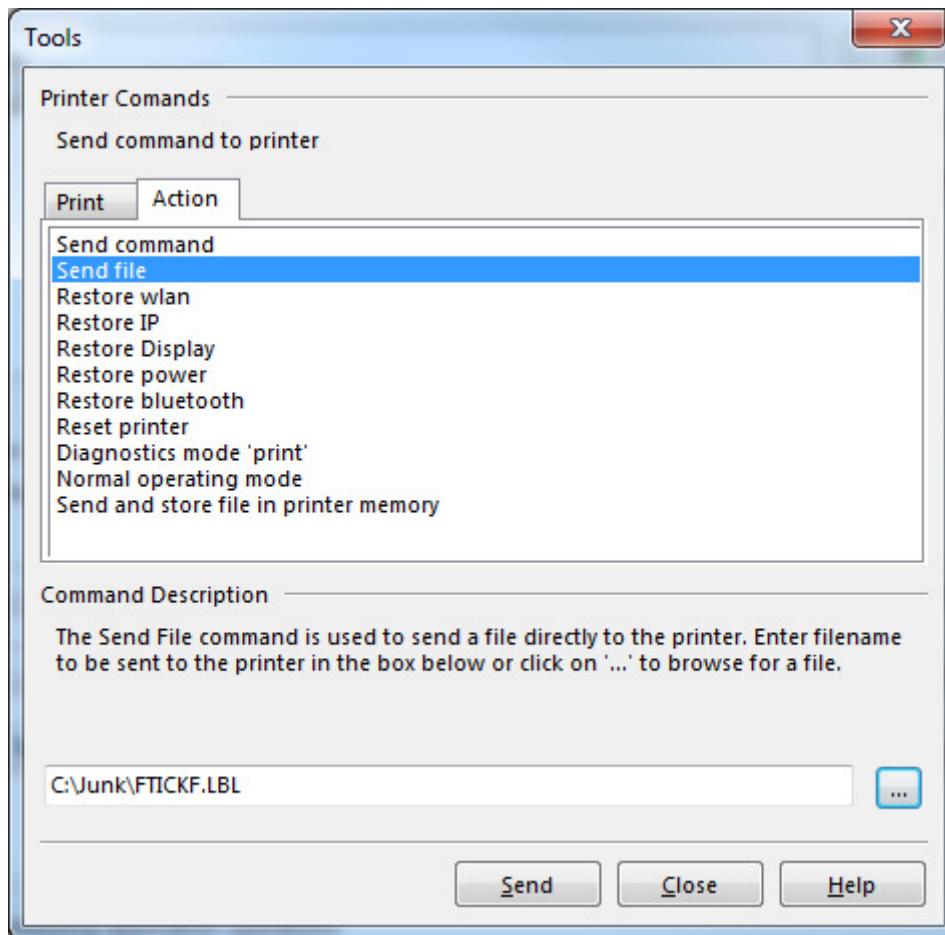 Tools
Printer Comands
Send command to printer
Print Action
Send command
Send file
Restore wlan
Restore IP
Restore Display
Restore power
Restore bluetooth
Reset printer
Diagnostics mode 'print'
Normal operating mode
Send and store file in printer memory
Command Description
The Send File command is used to send a file directly to the printer. Enter filename
to be sent to the printer in the box below or click on '...' to browse for a file.
C:\Junk\FTICKF.LBL
...
Send Close Help